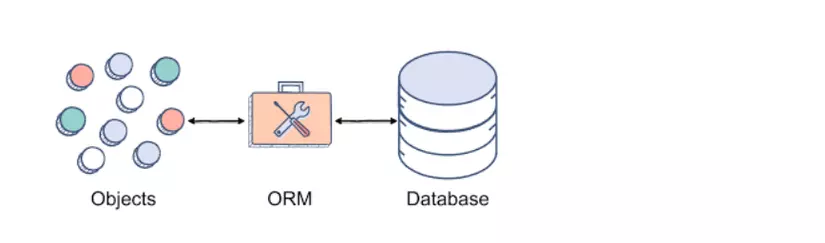 Objects
ORM
Database